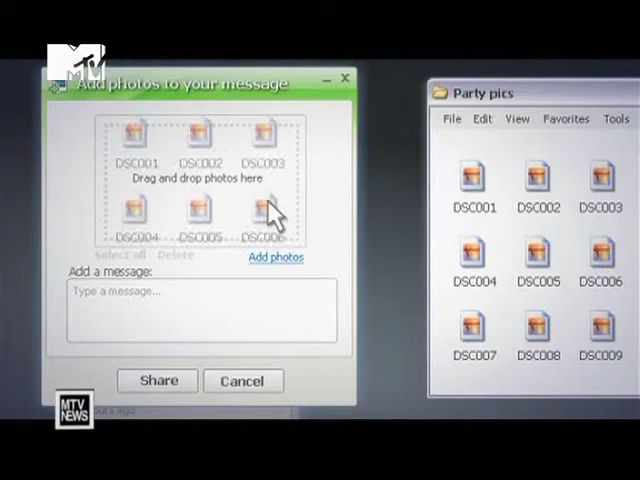 MTV
Add photos to your message
DSC001 DSC002 DSC003
Drag and drop photos here
DSC004 DSC005 DSC006
Select all Delete
Add photos
Add a message:
Type a message...
Share Cancel
MTV
NEWS
ours ago
Party pics
File Edit View Favorites Tools
DSC001 DSC002 DSC003
DSC004 DSC005 DSC006
DSC007 DSC008 DSC009